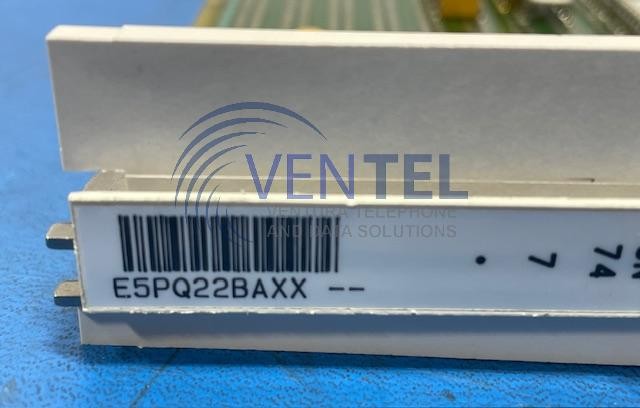 VENTEL
VENTURA TELEPHONE
AND DATA SOLUTIONS
E5PQ22BAXX --
74
7